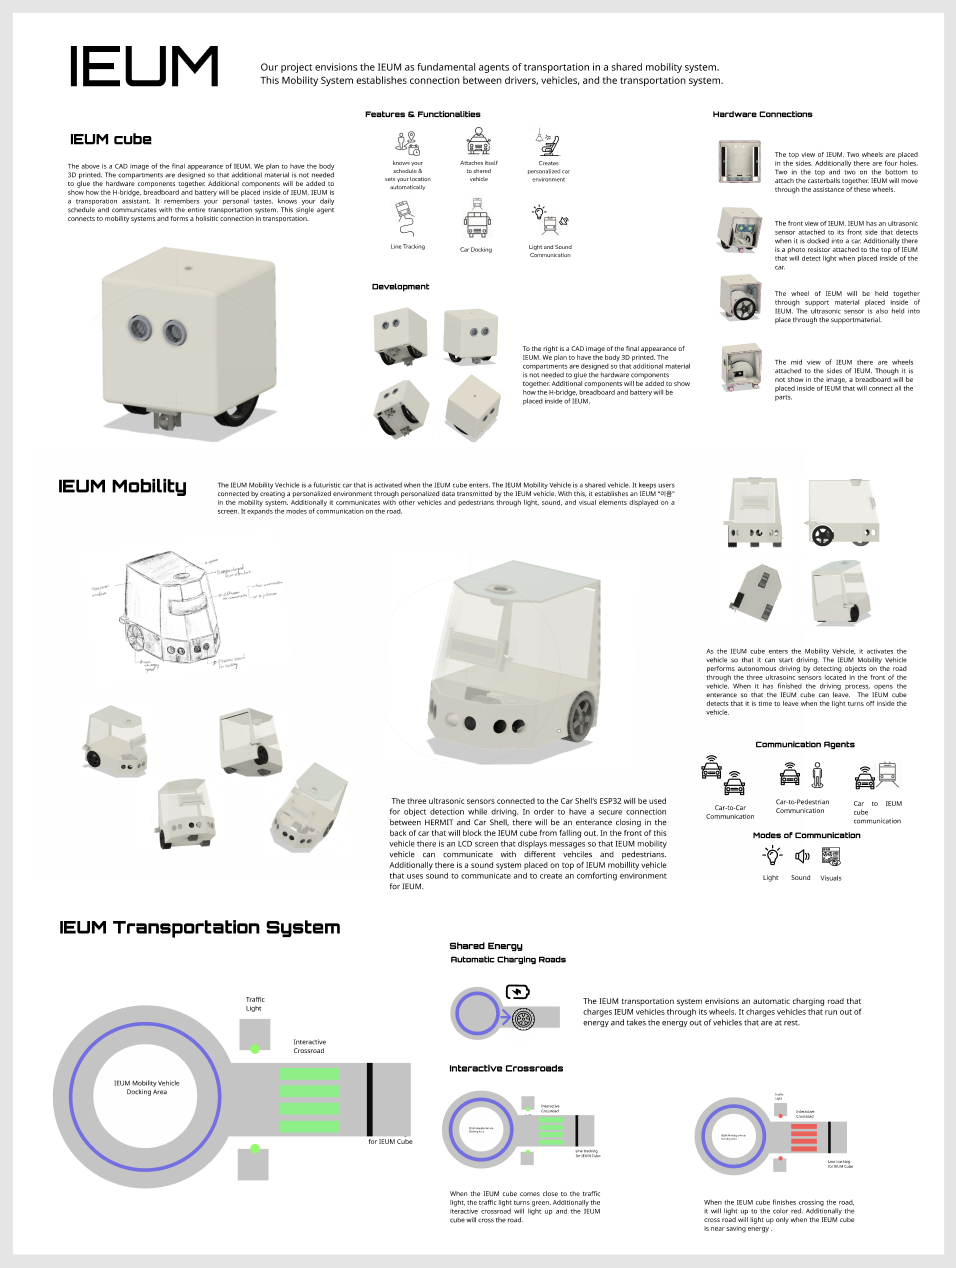 IEUM
Our project envisions the IEUM as fundamental agents of transportation in a shared mobility system.
This Mobility System establishes connection between drivers, vehicles, and the transportation system.
IEUM cube
The above is a CAD image of the final appearance of IEUM. We plan to have the body
3D printed. The compartments are designed so that additional material is not needed
to glue the hardware components together. Additional components will be added to
show how the H-bridge, breadboard and battery will be placed inside of IEUM. IEUM is
a transporation assistant. It remembers your personal tastes. knows your daily
schedule and communicates with the entire transportation system. This single agent
connects to mobility systems and forms a holisitic connection in transportation.
Features & Functionalities
knows your
schedule &
sets your location
automatically
Attaches itself
to shared
vehicle
Creates
personalized car
environment
Line Tracking
Car Docking
Light and Sound
Communication
Development
To the right is a CAD image of the final appearance of
IEUM. We plan to have the body 3D printed. The
compartments are designed so that additional material
is not needed to glue the hardware components
together. Additional components will be added to show
how the H-bridge, breadboard and battery will be
placed inside of IEUM.
Hardware Connections
The top view of IEUM. Two wheels are placed
in the sides. Additionally there are four holes.
Two in the top and two on the bottom to
attach the casterballs together. IEUM will move
through the assistance of these wheels.
The front view of IEUM. IEUM has an ultrasonic
sensor attached to its front side that detects
when it is docked into a car. Additionally there
is a photo resistor attached to the top of IEUM
that will detect light when placed inside of the
car.
The wheel of IEUM will be held together
through support material placed inside of
IEUM. The ultrasonic sensor is also held into
place through the supportmaterial.
The mid view of IEUM there are wheels
attached to the sides of IEUM. Though it is
not show in the image, a breadboard will be
placed inside of IEUM that will connect all the
parts.
IEUM Mobility
The IEUM Mobility Vechicle is a futuristic car that is activated when the IEUM cube enters. The IEUM Mobility Vehicle is a shared vehicle. It keeps users
connected by creating a personalized environment through personalized data transmitted by the IEUM vehicle. With this, it establishes an IEUM "이음"
in the mobility system. Additionally it communicates with other vehicles and pedestrians through light, sound, and visual elements displayed on a
screen. It expands the modes of communication on the road.
The three ultrasonic sensors connected to the Car Shell's ESP32 will be used
for object detection while driving. In order to have a secure connection
between HERMIT and Car Shell, there will be an enterance closing in the
back of car that will block the IEUM cube from falling out. In the front of this
vehicle there is an LCD screen that displays messages so that IEUM mobility
vehicle can communicate with different vehciles and pedestrians.
Additionally there is a sound system placed on top of IEUM mobillity vehicle
that uses sound to communicate and to create an comforting environment
for IEUM.
As the IEUM cube enters the Mobility Vehicle, it activates the
vehicle so that it can start driving. The IEUM Mobility Vehicle
performs autonomous driving by detecting objects on the road
through the three ultrasoinc sensors located in the front of the
vehicle. When it has finished the driving process, opens the
enterance so that the IEUM cube can leave. The IEUM cube
detects that it is time to leave when the light turns off inside the
vehicle.
Communication Agents
Car-to-Car
Communication
Car-to-Pedestrian
Communication
Car to IEUM
cube
communication
Modes of Communication
Light
Sound
Visuals
IEUM Transportation System
Traffic
Light
Interactive
Crossroad
IEUM Mobility Vehicle
Docking Area
for IEUM Cube
Shared Energy
Automatic Charging Roads
The IEUM transportation system envisions an automatic charging road that
charges IEUM vehicles through its wheels. It charges vehicles that run out of
energy and takes the energy out of vehicles that are at rest.
Interactive Crossroads
Interactive
Crossroad
Line tracking
for IEUM Cube
When the IEUM cube comes close to the traffic
light, the traffic light turns green. Additionally the
iteractive crossroad will light up and the IEUM
cube will cross the road.
Traffic
Light
Interactive
Crossroad
Line tracking
for IEUM Cube
When the IEUM cube finishes crossing the road,
it will light up to the color red. Additionally the
cross road will light up only when the IEUM cube
is near saving energy .